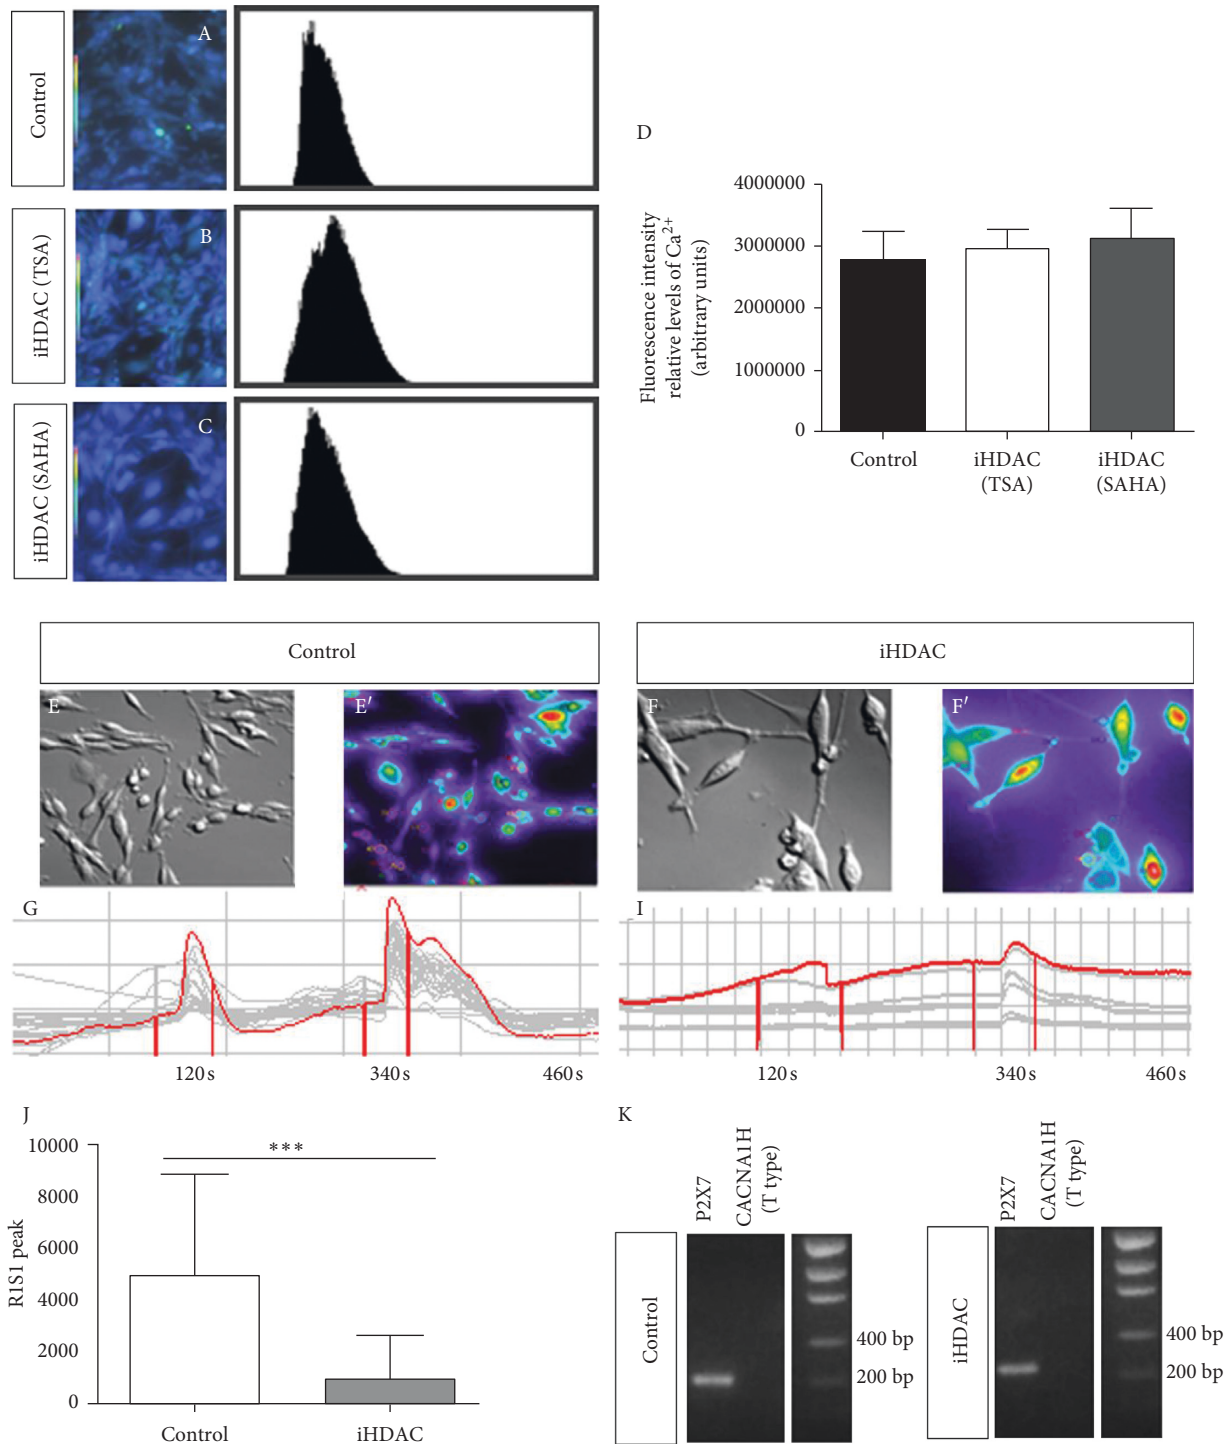 Control
A
iHDAC (TSA)
B
iHDAC (SAHA)
C
D
Fluorescence intensity
relative levels of Ca2+
(arbitrary units)
4000000
3000000
2000000
1000000
0
Control
iHDAC
(TSA)
iHDAC
(SAHA)
Control
iHDAC
E
E′
F
F′
G
120 s
340 s
460 s
I
120 s
340 s
460 s
J
R1S1 peak
10000
8000
6000
4000
2000
0
***
Control
iHDAC
K
Control
P2X7
CACNA1H
(T type)
400 bp
200 bp
iHDAC
P2X7
CACNA1H
(T type)
400 bp
200 bp